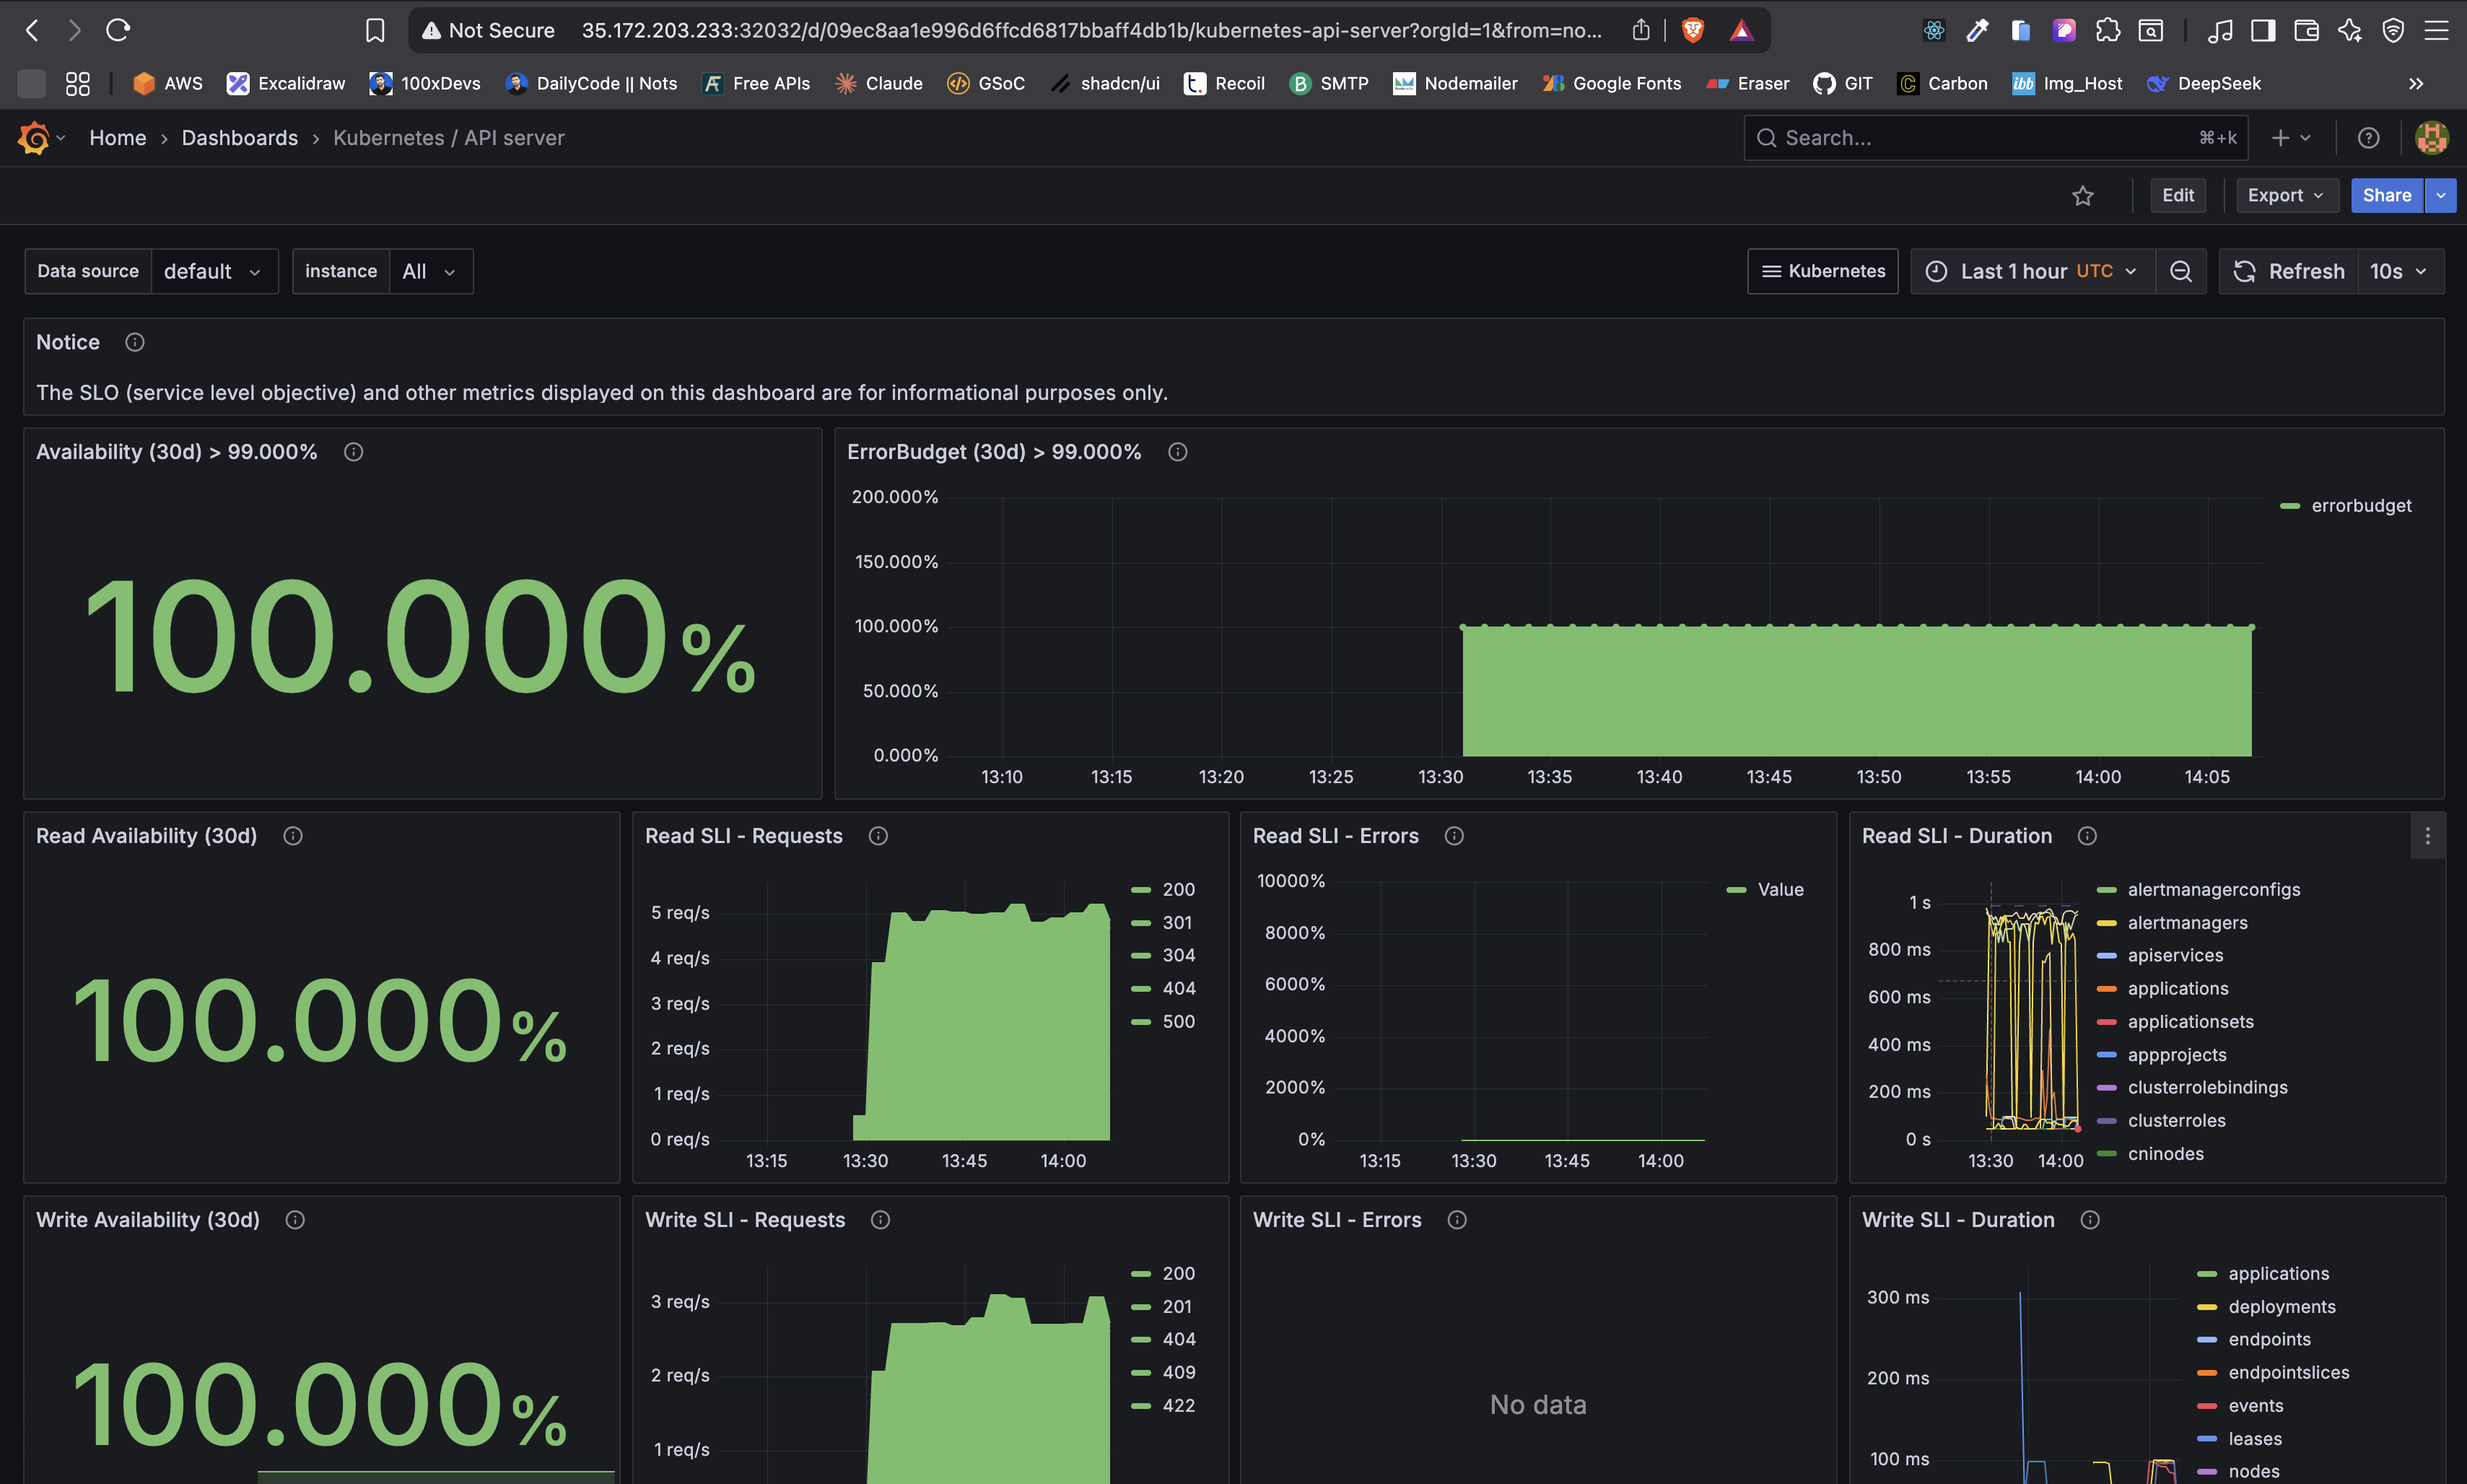 Not Secure 35.172.203.233:32032/d/09ec8aa1e996d6ffcd6817bbaff4db1b/kubernetes-api-server?orgId=1&from=no...
AWS Excalidraw 100xDevs DailyCode || Nots Free APIs Claude GSoC shadcn/ui Recoil SMTP Nodemailer Google Fonts Eraser GIT Carbon Img_Host DeepSeek
Home > Dashboards > Kubernetes / API server
Search... ⌘+k
Edit Export Share
Data source default instance All
Kubernetes Last 1 hour UTC Refresh 10s
Notice
The SLO (service level objective) and other metrics displayed on this dashboard are for informational purposes only.
Availability (30d) > 99.000%
100.000%
ErrorBudget (30d) > 99.000%
200.000%
150.000%
100.000%
50.000%
0.000%
13:10 13:15 13:20 13:25 13:30 13:35 13:40 13:45 13:50 13:55 14:00 14:05
errorbudget
Read Availability (30d)
100.000%
Read SLI - Requests
5 req/s
4 req/s
3 req/s
2 req/s
1 req/s
0 req/s
13:15 13:30 13:45 14:00
200
301
304
404
500
Read SLI - Errors
10000%
8000%
6000%
4000%
2000%
0%
13:15 13:30 13:45 14:00
Value
Read SLI - Duration
1 s
800 ms
600 ms
400 ms
200 ms
0 s
13:30 14:00
alertmanagerconfigs
alertmanagers
apiservices
applications
applicationsets
appprojects
clusterrolebindings
clusterroles
cninodes
Write Availability (30d)
100.000%
Write SLI - Requests
3 req/s
2 req/s
1 req/s
200
201
404
409
422
Write SLI - Errors
No data
Write SLI - Duration
300 ms
200 ms
100 ms
applications
deployments
endpoints
endpointslices
events
leases
nodes